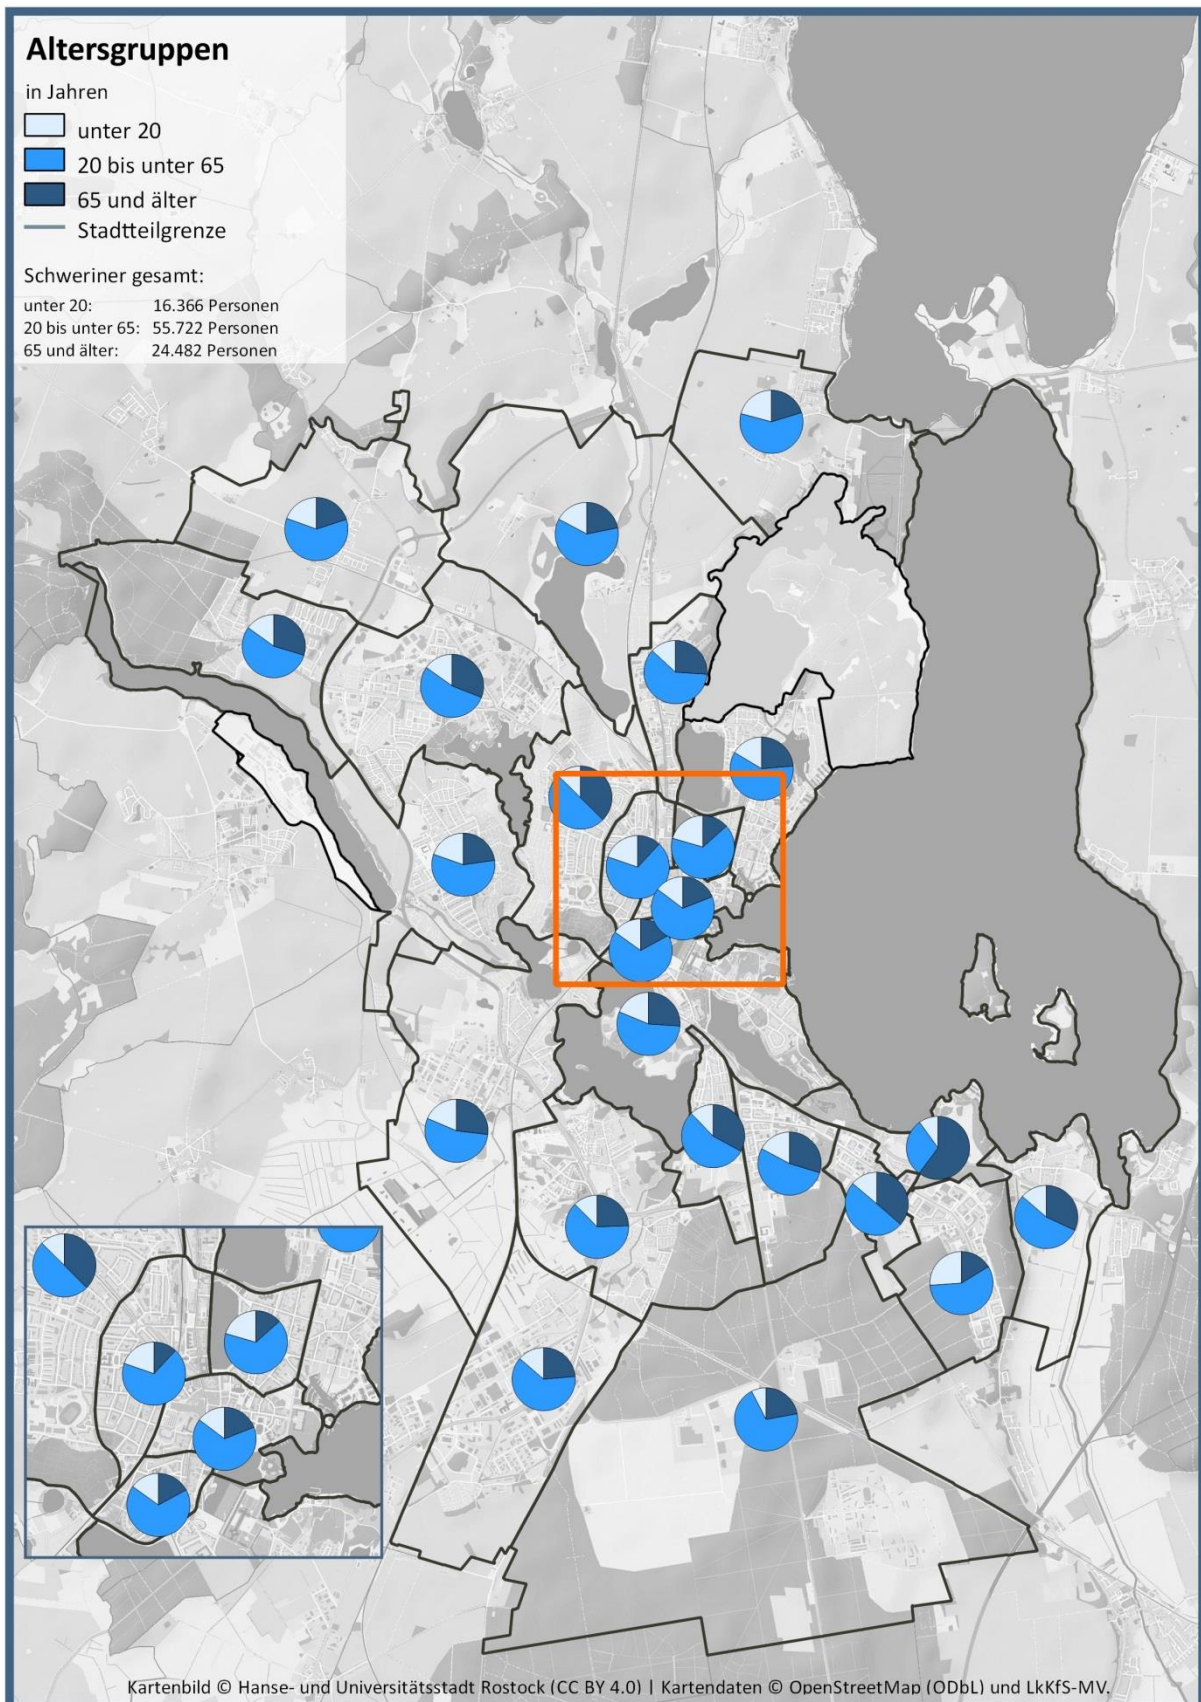 Altersgruppen
in Jahren
unter 20
20 bis unter 65
65 und älter
Stadtteilgrenze
Schweriner gesamt:
unter 20: 16.366 Personen
20 bis unter 65: 55.722 Personen
65 und älter: 24.482 Personen
Kartenbild © Hanse- und Universitätsstadt Rostock (CC BY 4.0) | Kartendaten © OpenStreetMap (ODbL) und LkKfS-MV.